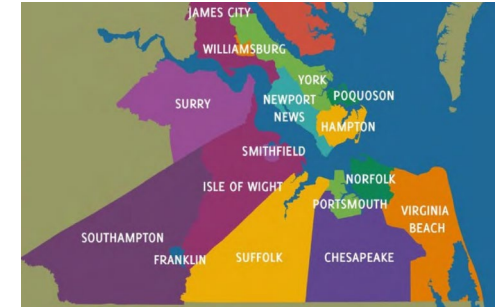 JAMES CITY
WILLIAMSBURG
YORK
SURRY
NEWPORT
NEWS
POQUOSON
HAMPTON
SMITHFIELD
ISLE OF WIGHT
NORFOLK
PORTSMOUTH
VIRGINIA
BEACH
SOUTHAMPTON
FRANKLIN
SUFFOLK
CHESAPEAKE